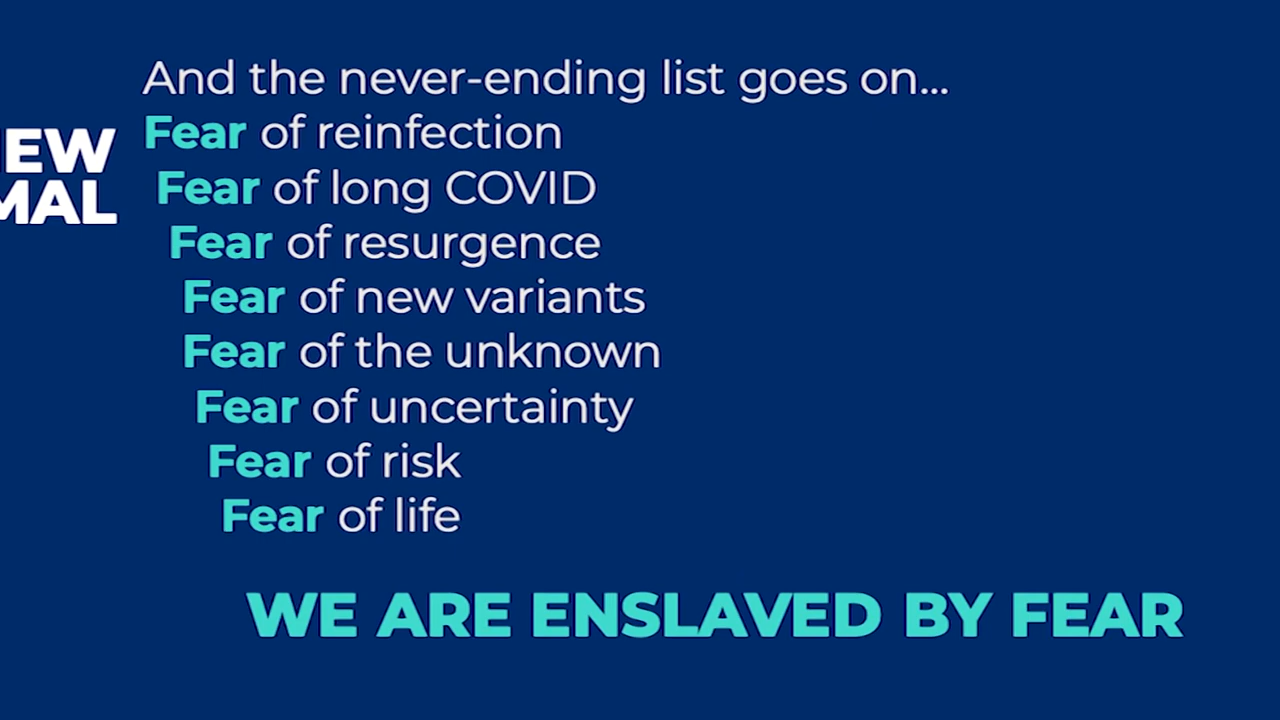 And the never-ending list goes on...
EW
MAL
Fear of reinfection
Fear of long COVID
Fear of resurgence
Fear of new variants
Fear of the unknown
Fear of uncertainty
Fear of risk
Fear of life
WE ARE ENSLAVED BY FEAR